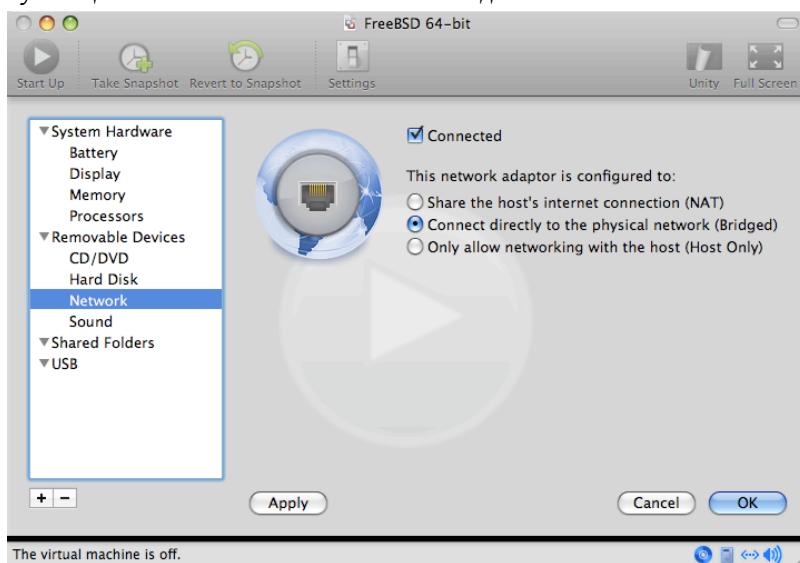 FreeBSD 64-bit
Start Up Take Snapshot Revert to Snapshot Settings Unity Full Screen
System Hardware
Battery
Display
Memory
Processors
Removable Devices
CD/DVD
Hard Disk
Network
Sound
Shared Folders
USB
Connected
This network adaptor is configured to:
Share the host's internet connection (NAT)
Connect directly to the physical network (Bridged)
Only allow networking with the host (Host Only)
+ −
Apply Cancel OK
The virtual machine is off.